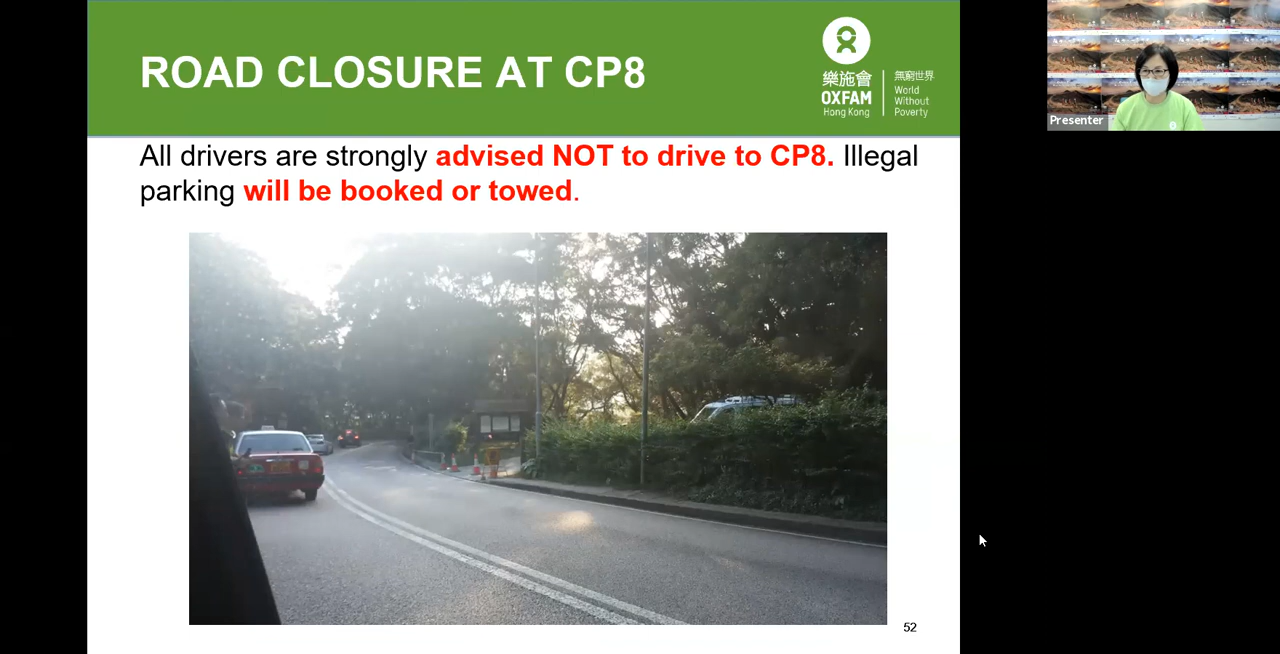 ROAD CLOSURE AT CP8
樂施會
OXFAM
Hong Kong
無窮世界
World
Without
Poverty
All drivers are strongly advised NOT to drive to CP8. Illegal
parking will be booked or towed.
52
Presenter